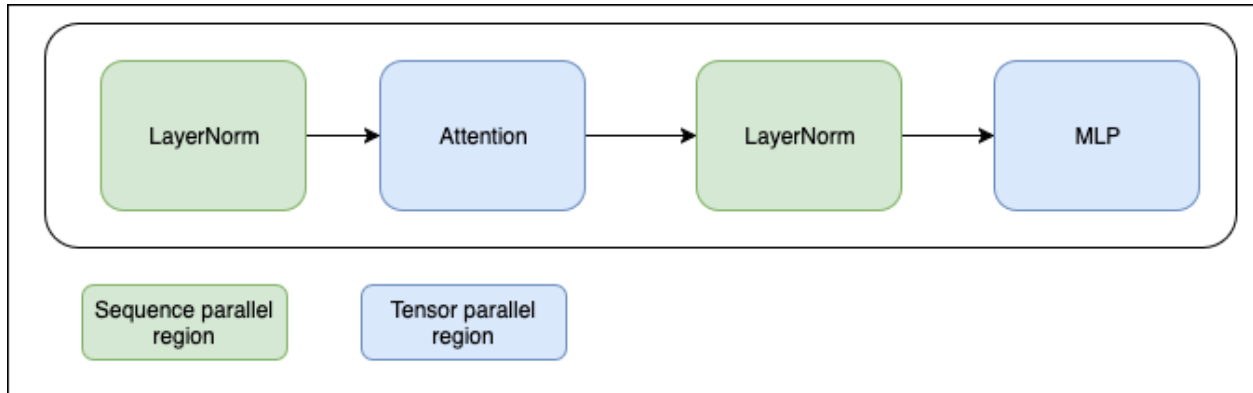 LayerNorm
Attention
LayerNorm
MLP
Sequence parallel
region
Tensor parallel
region